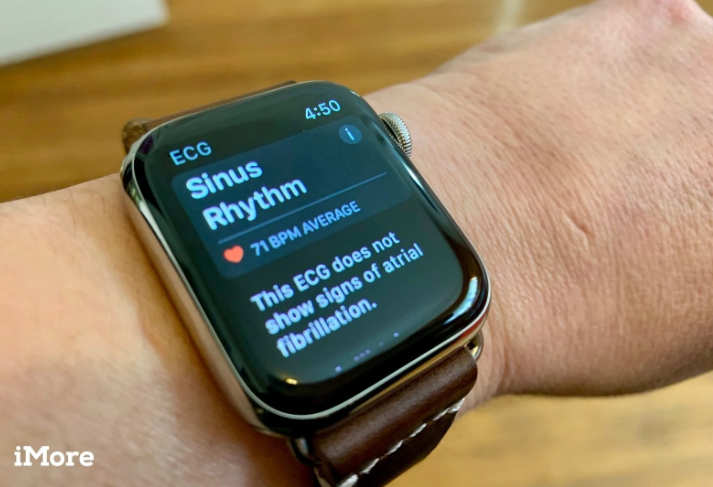 4:50
ECG
i
Sinus
Rhythm
71 BPM AVERAGE
This ECG does not
show signs of atrial
fibrillation.
iMore